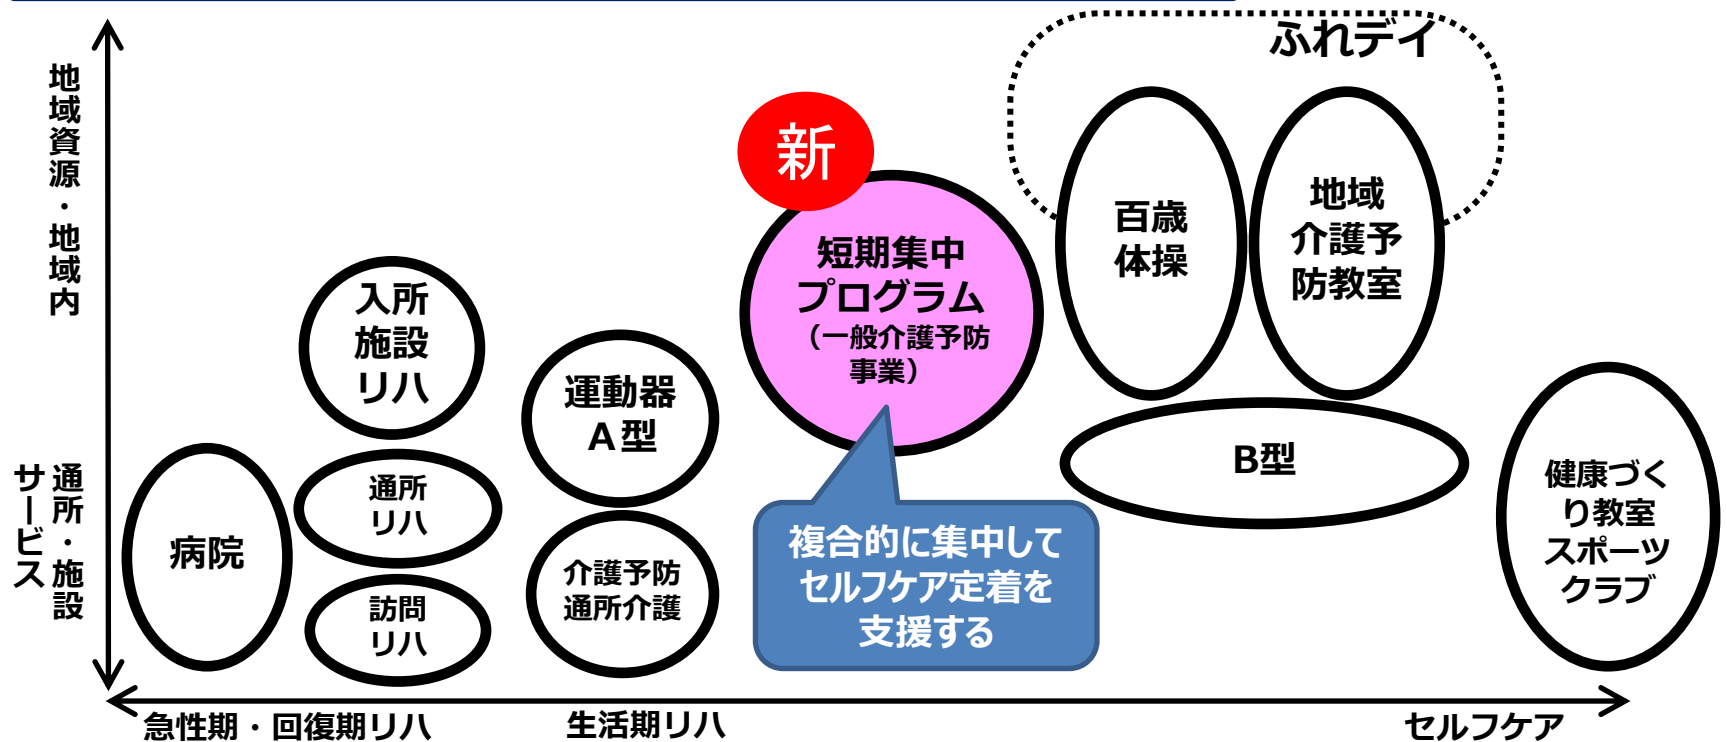 ふれデイ
地域資源・地域内
通所・施設
サービス
新
短期集中
プログラム
（一般介護予防
事業）
百歳
体操
地域
介護予
防教室
入所
施設
リハ
運動器
Ａ型
通所
リハ
病院
訪問
リハ
介護予防
通所介護
複合的に集中して
セルフケア定着を
支援する
B型
健康づく
り教室
スポーツ
クラブ
急性期・回復期リハ
生活期リハ
セルフケア